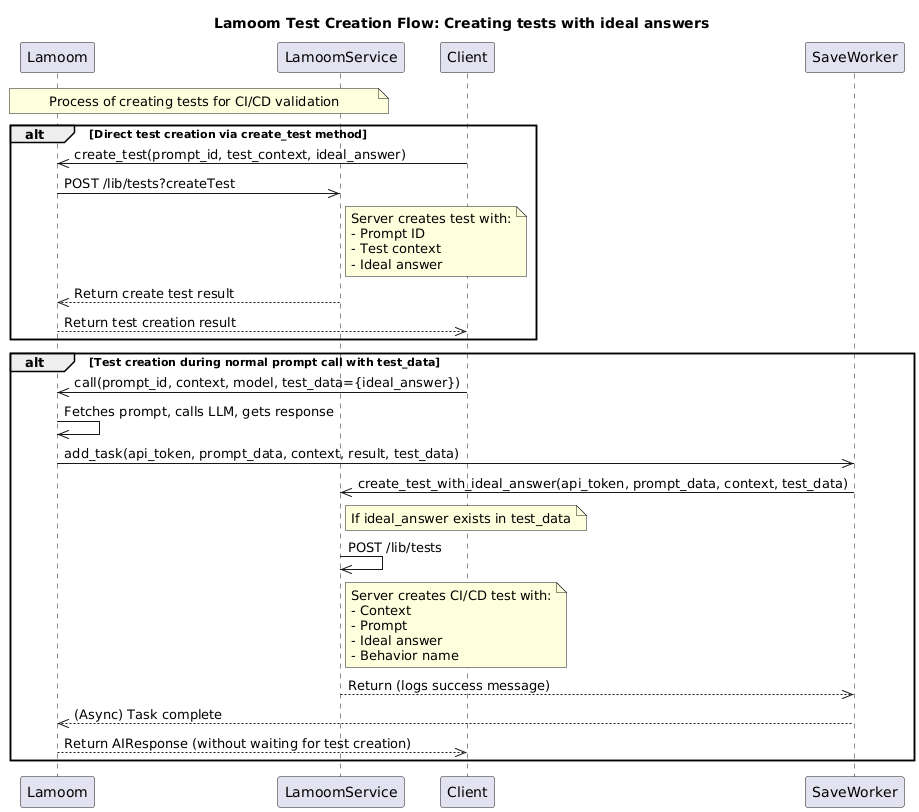 Lamoom Test Creation Flow: Creating tests with ideal answers
Lamoom
LamoomService
Client
SaveWorker
Process of creating tests for CI/CD validation
alt
[Direct test creation via create_test method]
create_test(prompt_id, test_context, ideal_answer)
POST /lib/tests?createTest
Server creates test with:
- Prompt ID
- Test context
- Ideal answer
Return create test result
Return test creation result
alt
[Test creation during normal prompt call with test_data]
call(prompt_id, context, model, test_data={ideal_answer})
Fetches prompt, calls LLM, gets response
add_task(api_token, prompt_data, context, result, test_data)
create_test_with_ideal_answer(api_token, prompt_data, context, test_data)
If ideal_answer exists in test_data
POST /lib/tests
Server creates CI/CD test with:
- Context
- Prompt
- Ideal answer
- Behavior name
Return (logs success message)
(Async) Task complete
Return AIResponse (without waiting for test creation)
Lamoom
LamoomService
Client
SaveWorker